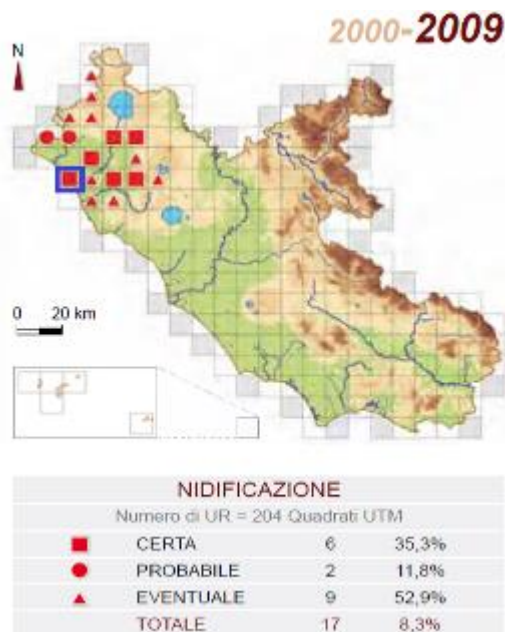 2000-2009
N
0 20 km
NIDIFICAZIONE
Numero di UR = 204 Quadrati UTM
CERTA 6 35,3%
PROBABILE 2 11,8%
EVENTUALE 9 52,9%
TOTALE 17 8,3%